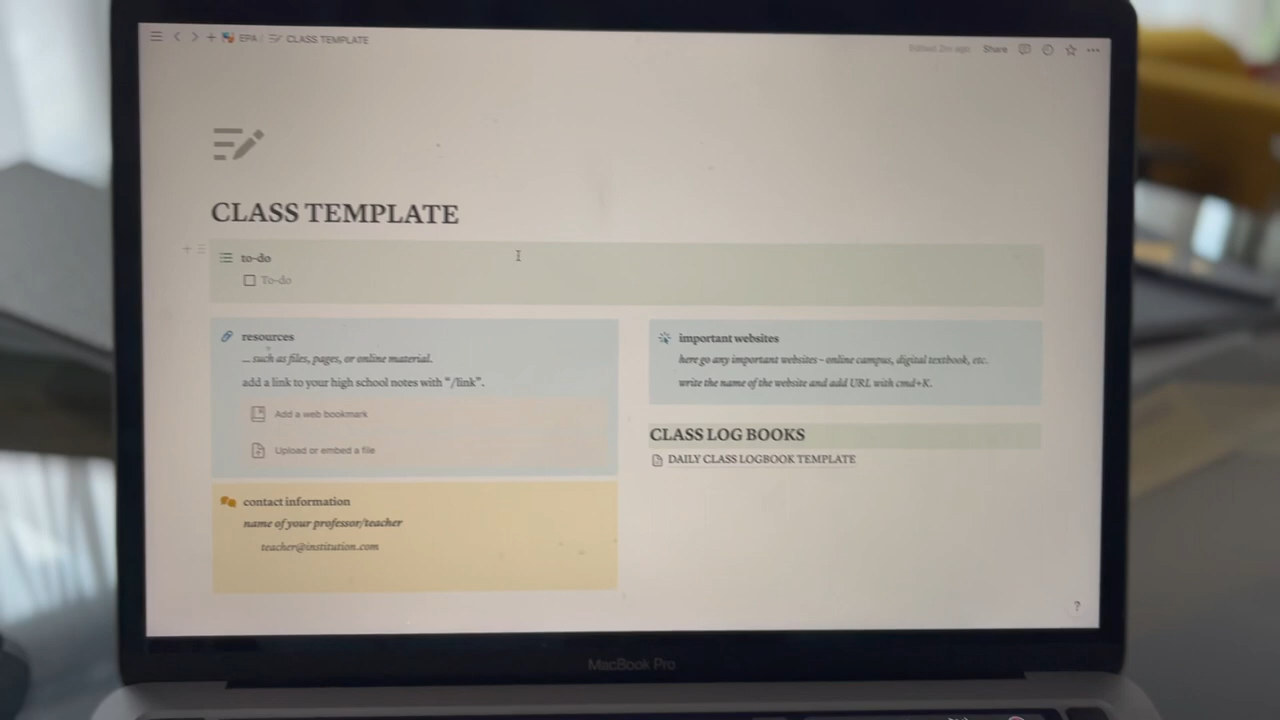 EPA / CLASS TEMPLATE
Edited 2m ago Share
CLASS TEMPLATE
to-do
To-do
resources
... such as files, pages, or online material.
add a link to your high school notes with "/link".
Add a web bookmark
Upload or embed a file
contact information
name of your professor/teacher
teacher@institution.com
important websites
here go any important websites – online campus, digital textbook, etc.
write the name of the website and add URL with cmd+K.
CLASS LOG BOOKS
DAILY CLASS LOGBOOK TEMPLATE
?
MacBook Pro